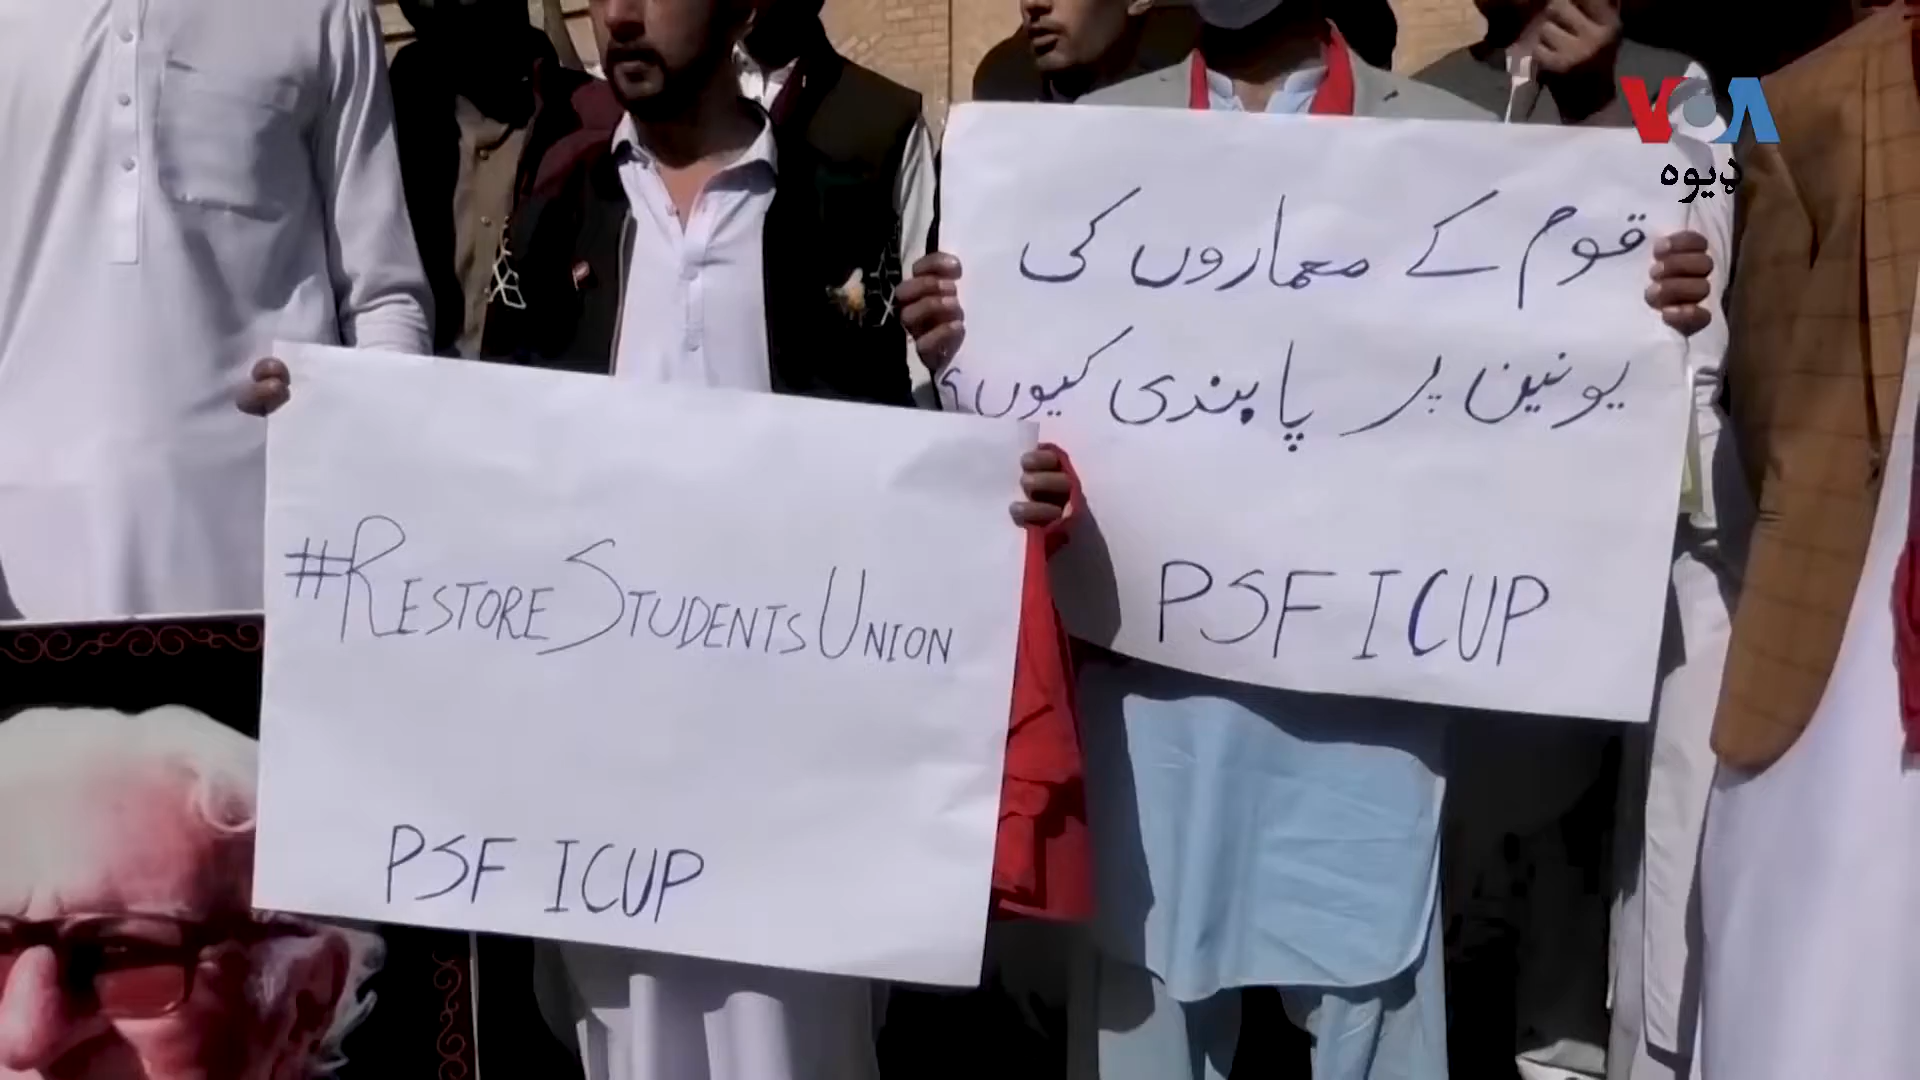 VOA
ډیوه
قوم کے معماروں کی
یونین پر پابندی کیوں؟
PSF ICUP
#RESTORESTUDENTSUNION
PSF ICUP